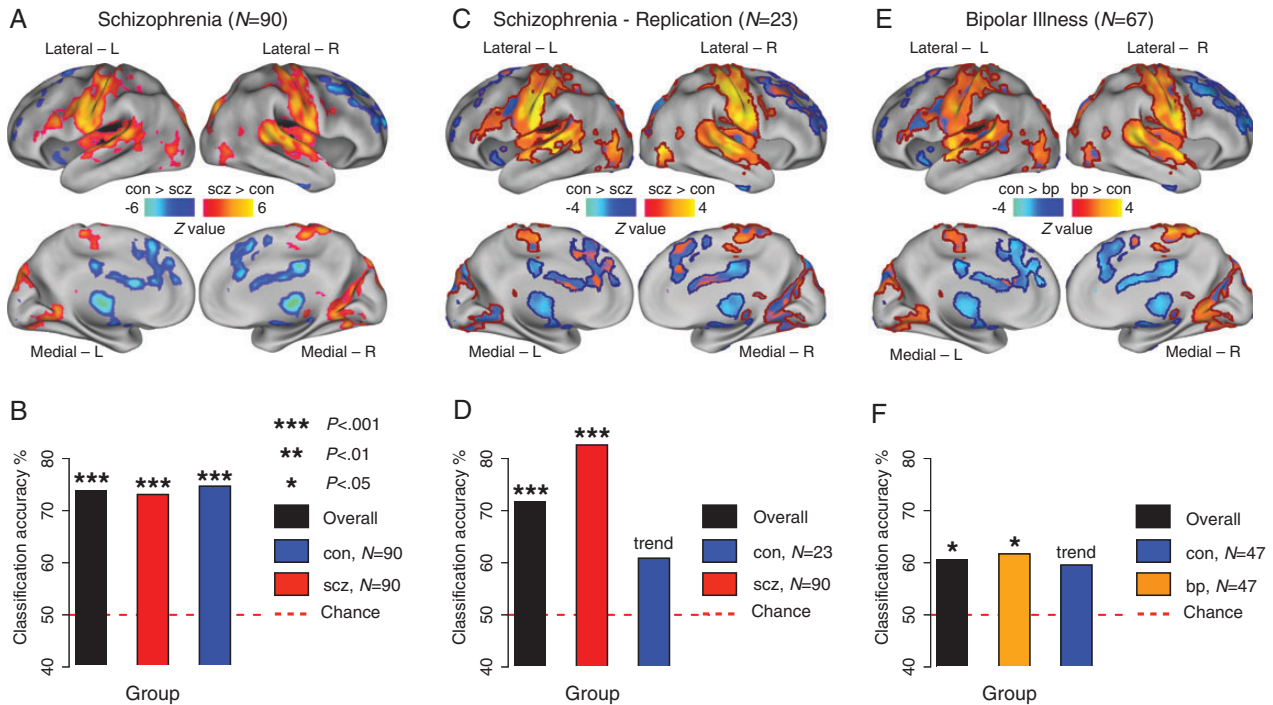 A Schizophrenia (N=90)
Lateral – L Lateral – R
con > scz scz > con
-6 6
Z value
Medial – L Medial – R
B
*** P<.001
** P<.01
* P<.05
Classification accuracy %
80
70
60
50
40
*** *** ***
Overall
con, N=90
scz, N=90
Chance
Group
C Schizophrenia - Replication (N=23)
Lateral – L Lateral – R
con > scz scz > con
-4 4
Z value
Medial – L Medial – R
D
Classification accuracy %
80
70
60
50
40
*** *** trend
Overall
con, N=23
scz, N=90
Chance
Group
E Bipolar Illness (N=67)
Lateral – L Lateral – R
con > bp bp > con
-4 4
Z value
Medial – L Medial – R
F
Classification accuracy %
80
70
60
50
40
* * trend
Overall
con, N=47
bp, N=47
Chance
Group